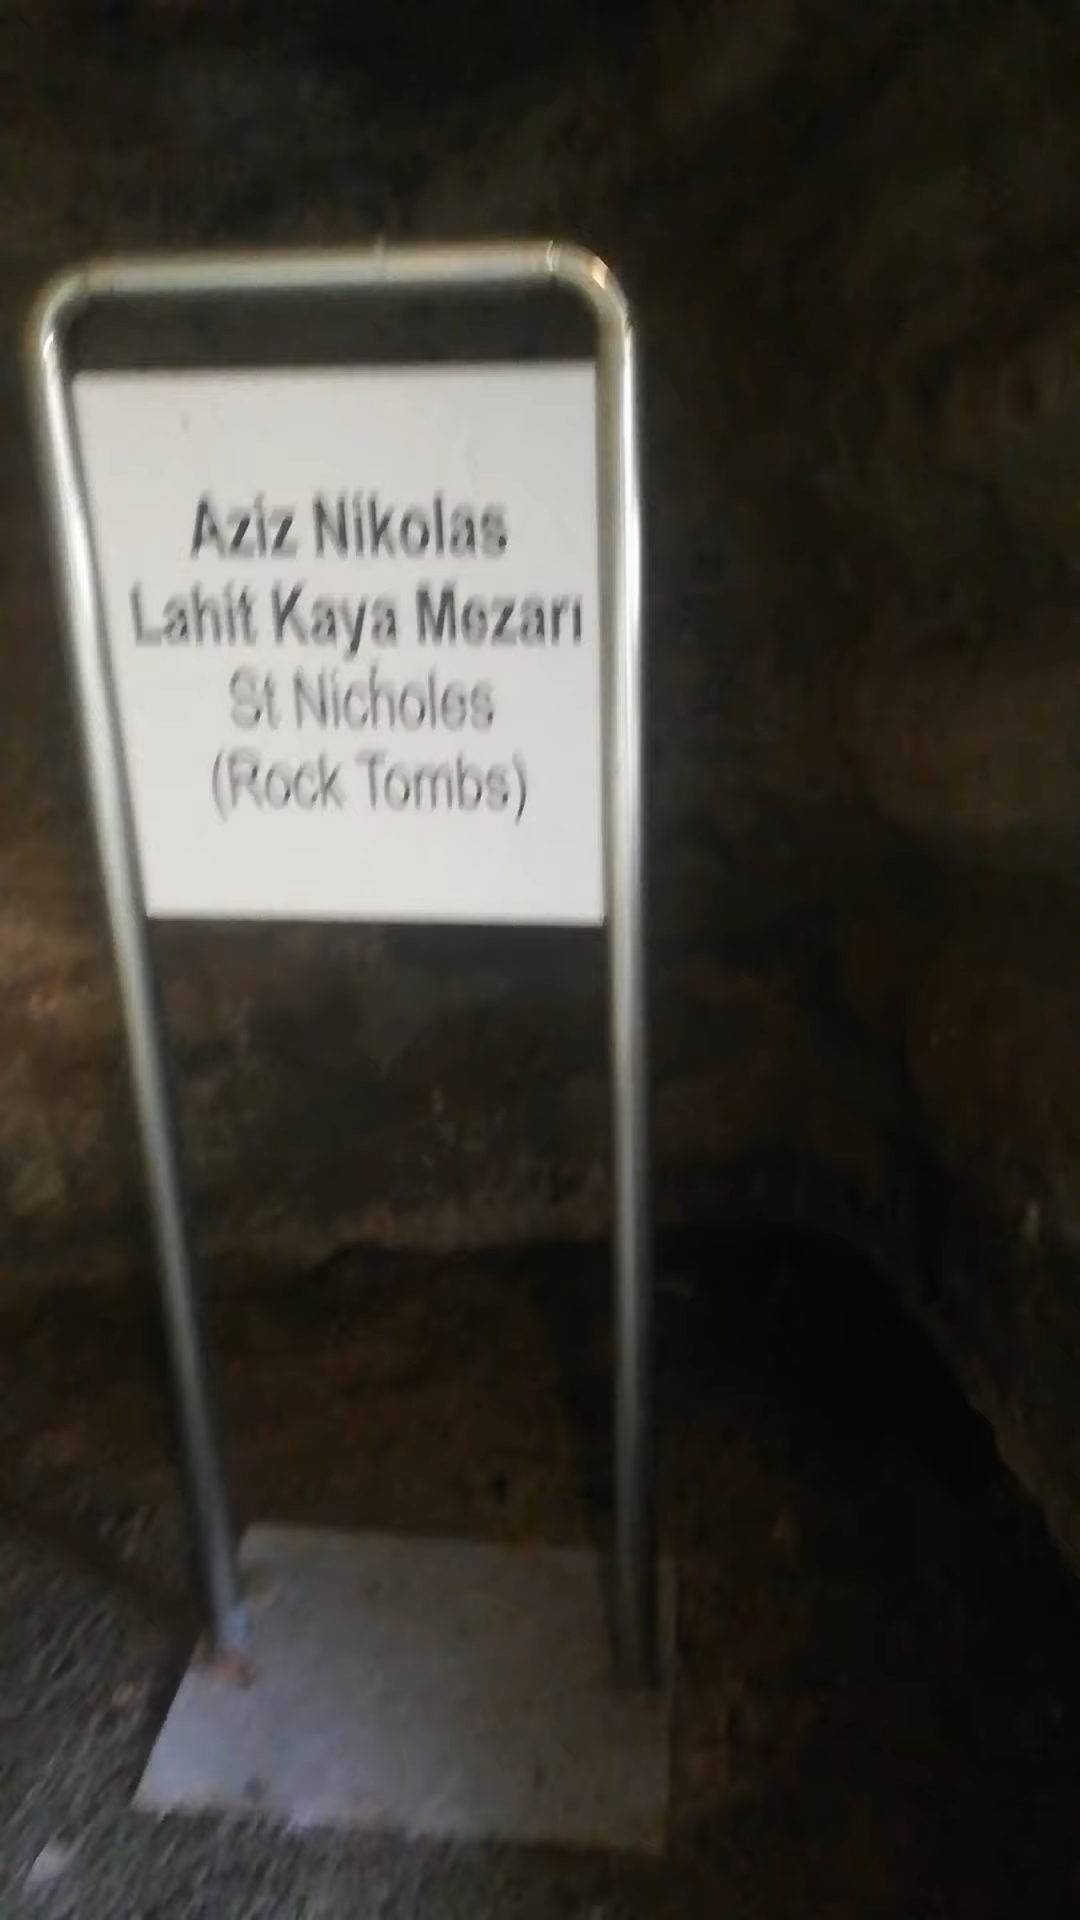 Aziz Nikolas
Lahit Kaya Mezarı
St Nicholes
(Rock Tombs)